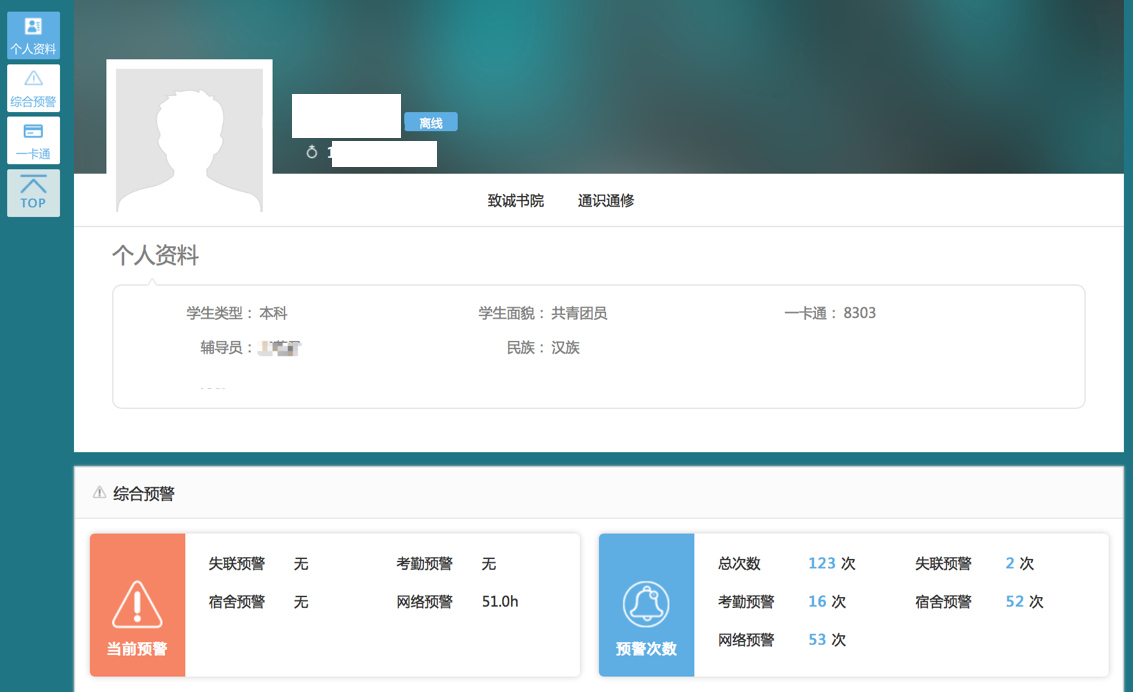 个人资料
综合预警
一卡通
TOP
离线
致诚书院 通识通修
个人资料
学生类型： 本科 学生面貌： 共青团员 一卡通： 8303
辅导员： 民族： 汉族
综合预警
失联预警 无 考勤预警 无
宿舍预警 无 网络预警 51.0h
当前预警
总次数 123 次 失联预警 2 次
考勤预警 16 次 宿舍预警 52 次
网络预警 53 次
预警次数